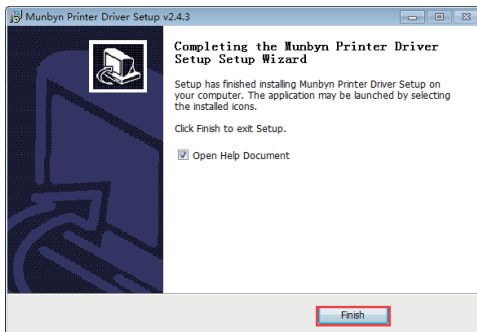 Munbyn Printer Driver Setup v2.4.3
Completing the Munbyn Printer Driver
Setup Setup Wizard
Setup has finished installing Munbyn Printer Driver Setup on
your computer. The application may be launched by selecting
the installed icons.
Click Finish to exit Setup.
Open Help Document
Finish